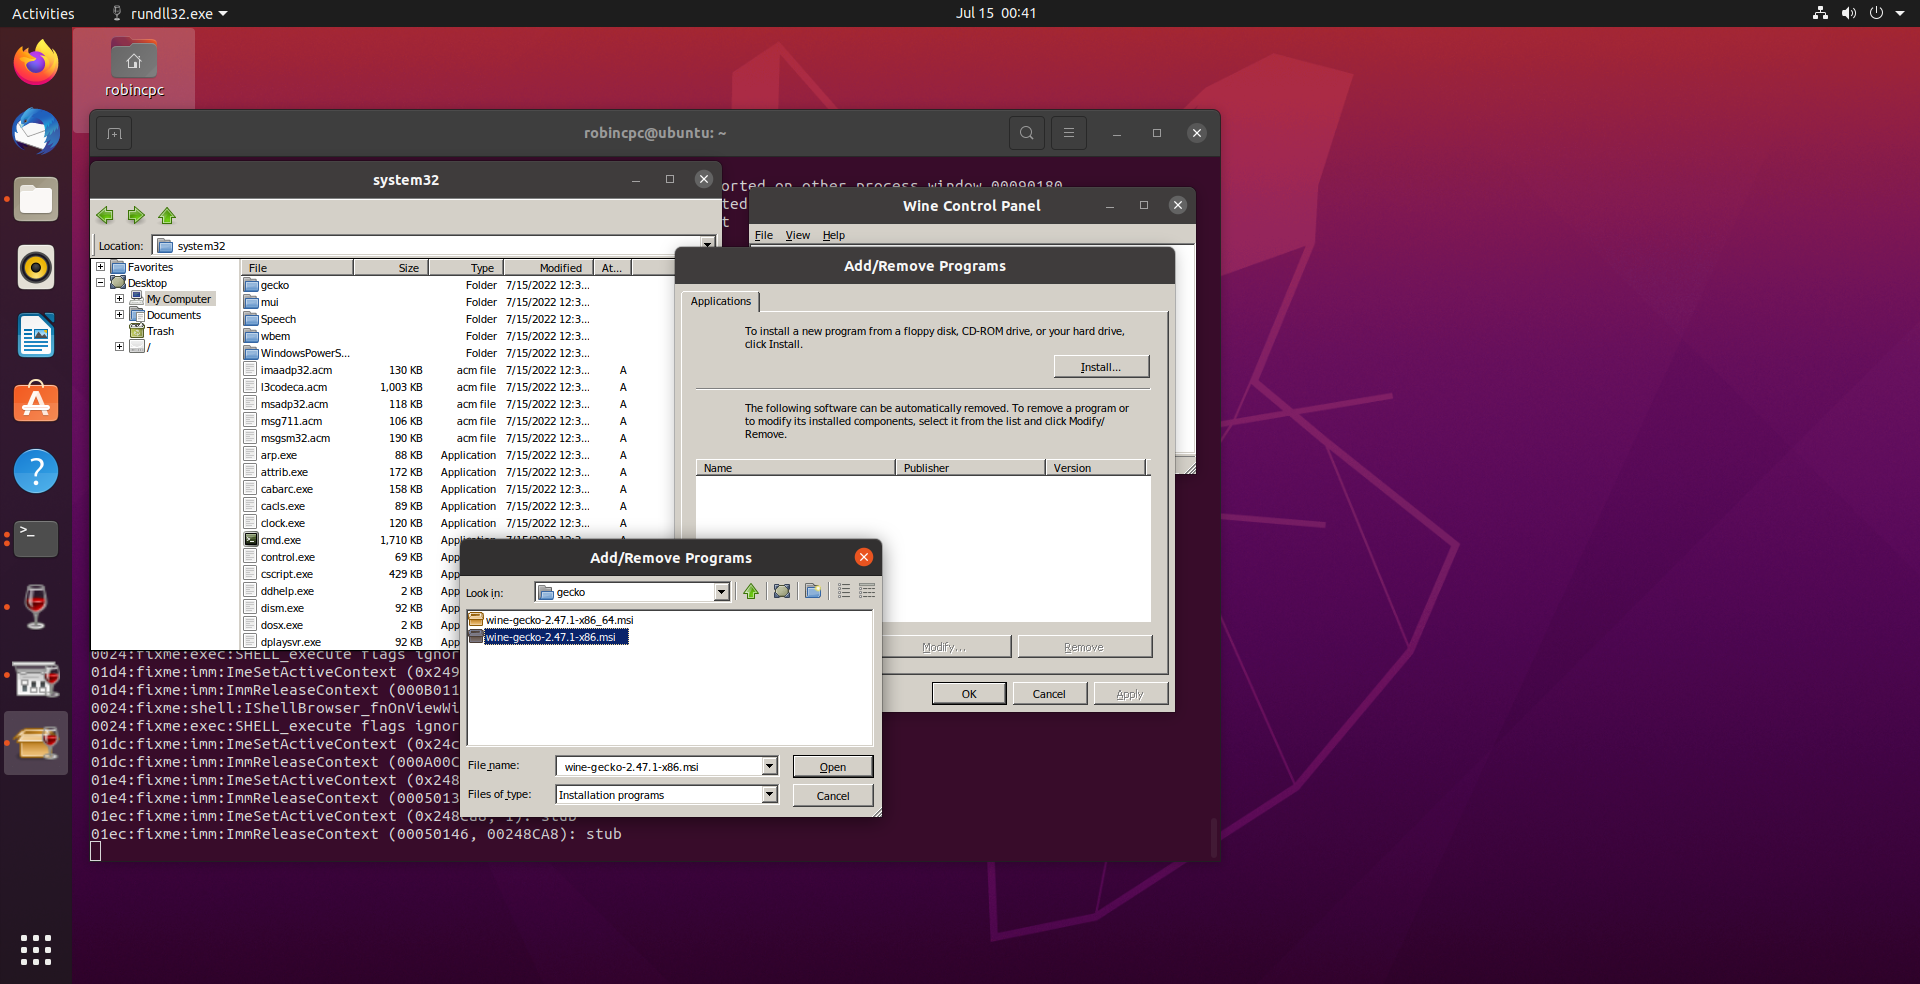 Activities
rundll32.exe
Jul 15  00:41
robincpc
robincpc@ubuntu: ~
orted on other process window 00090180
ted
t
system32
Location:
system32
Favorites
Desktop
My Computer
Documents
Trash
/
File Size Type Modified At...
gecko Folder 7/15/2022 12:3...
mui Folder 7/15/2022 12:3...
Speech Folder 7/15/2022 12:3...
wbem Folder 7/15/2022 12:3...
WindowsPowerS... Folder 7/15/2022 12:3...
imaadp32.acm 130 KB acm file 7/15/2022 12:3... A
l3codeca.acm 1,003 KB acm file 7/15/2022 12:3... A
msadp32.acm 118 KB acm file 7/15/2022 12:3... A
msg711.acm 106 KB acm file 7/15/2022 12:3... A
msgsm32.acm 190 KB acm file 7/15/2022 12:3... A
arp.exe 88 KB Application 7/15/2022 12:3... A
attrib.exe 172 KB Application 7/15/2022 12:3... A
cabarc.exe 158 KB Application 7/15/2022 12:3... A
cacls.exe 89 KB Application 7/15/2022 12:3... A
clock.exe 120 KB Application 7/15/2022 12:3... A
cmd.exe 1,710 KB Application 7/15/2022 12:3... A
control.exe 69 KB App
cscript.exe 429 KB App
ddhelp.exe 2 KB App
dism.exe 92 KB App
dosx.exe 2 KB App
dplaysvr.exe 92 KB App
Wine Control Panel
File View Help
Add/Remove Programs
Applications
To install a new program from a floppy disk, CD-ROM drive, or your hard drive,
click Install.
Install...
The following software can be automatically removed. To remove a program or
to modify its installed components, select it from the list and click Modify/
Remove.
Name Publisher Version
Modify... Remove
OK Cancel Apply
Add/Remove Programs
Look in: gecko
wine-gecko-2.47.1-x86_64.msi
wine-gecko-2.47.1-x86.msi
File name: wine-gecko-2.47.1-x86.msi Open
Files of type: Installation programs Cancel
0024:fixme:exec:SHELL_execute flags ignor
01d4:fixme:imm:ImeSetActiveContext (0x249
01d4:fixme:imm:ImmReleaseContext (000B011
0024:fixme:shell:IShellBrowser_fnOnViewWi
0024:fixme:exec:SHELL_execute flags ignor
01dc:fixme:imm:ImeSetActiveContext (0x24c
01dc:fixme:imm:ImmReleaseContext (000A00C
01e4:fixme:imm:ImeSetActiveContext (0x248
01e4:fixme:imm:ImmReleaseContext (0005013
01ec:fixme:imm:ImeSetActiveContext (0x248ca8, 1): stub
01ec:fixme:imm:ImmReleaseContext (00050146, 00248CA8): stub